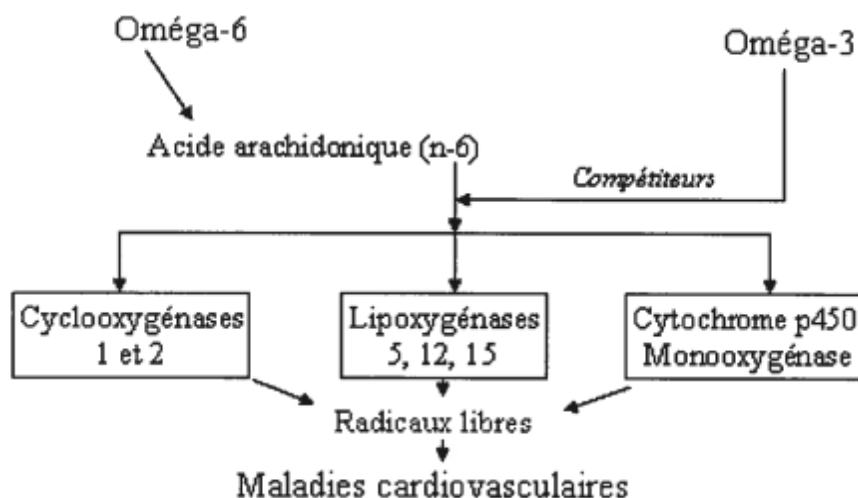 Oméga-6
Oméga-3
Acide arachidonique (n-6)
Compétiteurs
Cyclooxygénases
1 et 2
Lipoxygénases
5, 12, 15
Cytochrome p450
Monooxygénase
Radicaux libres
Maladies cardiovasculaires